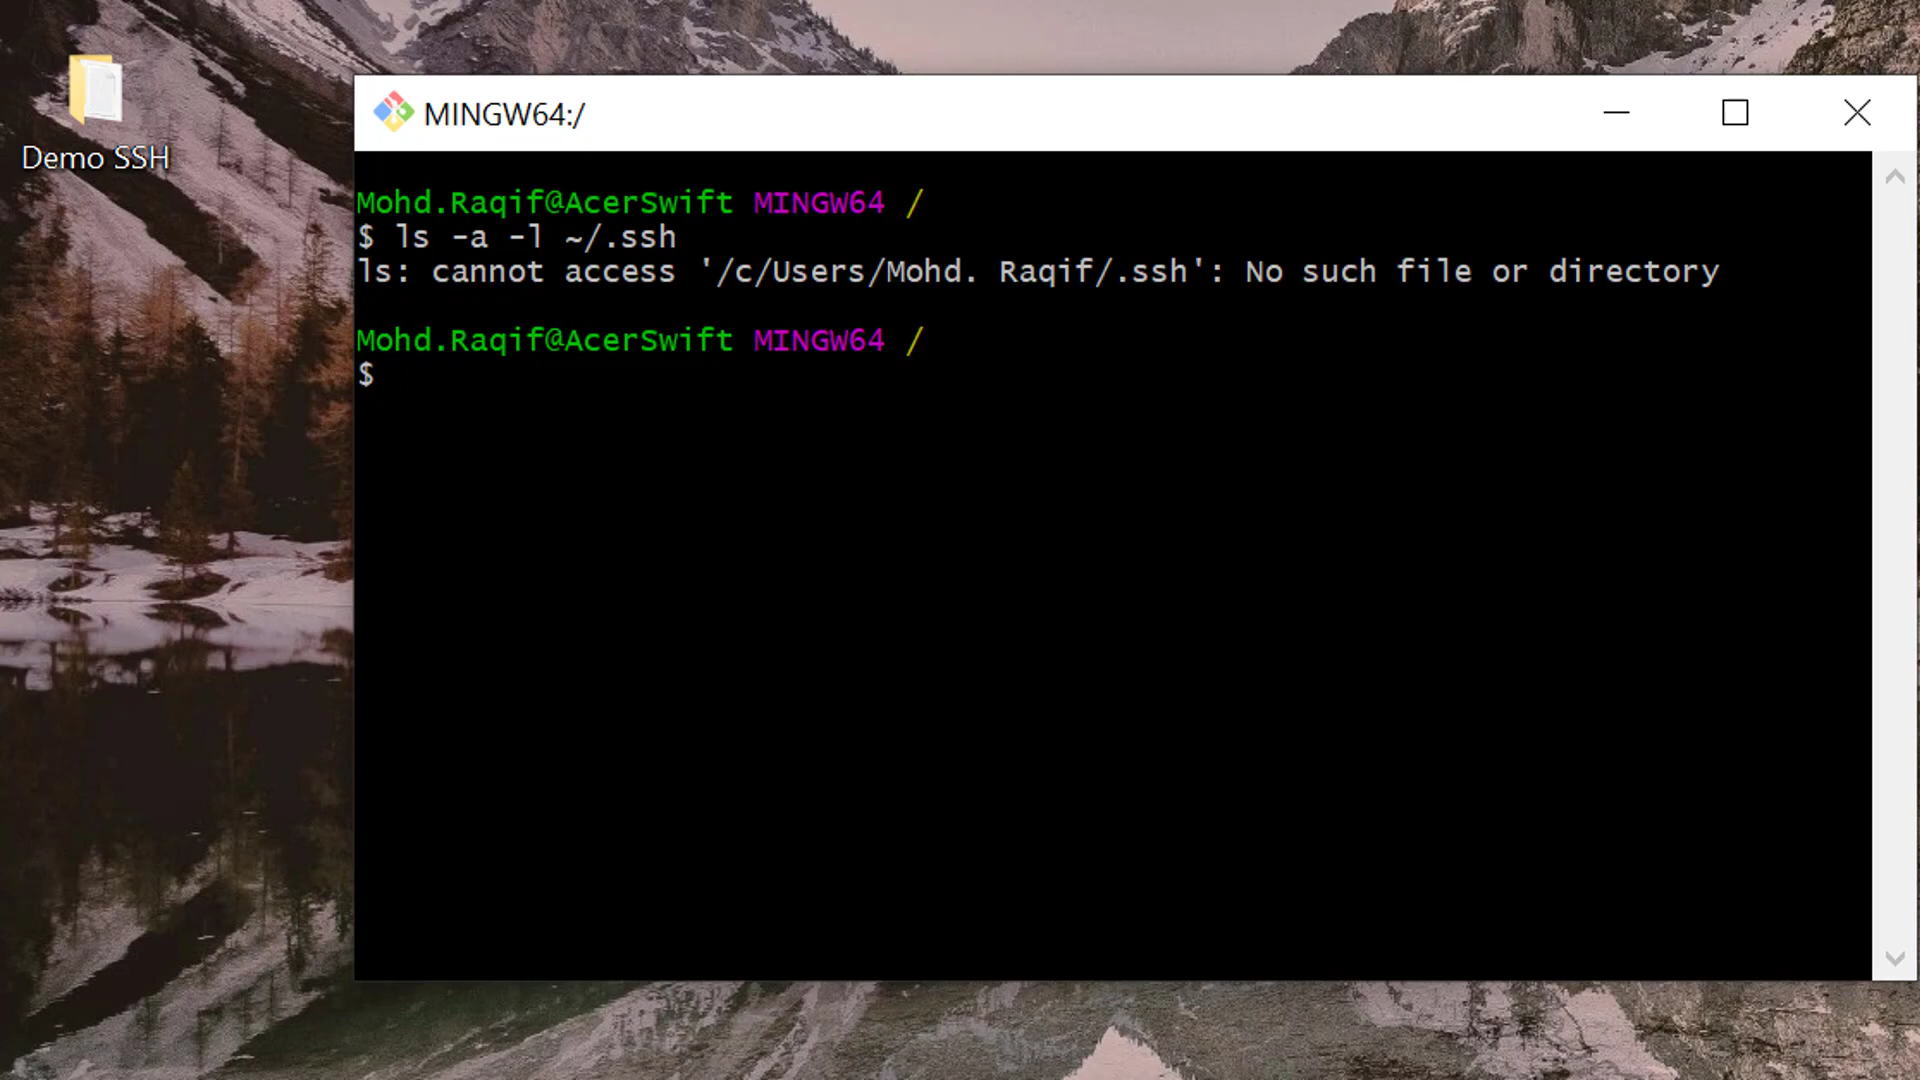 Demo SSH
MINGW64:/
Mohd.Raqif@AcerSwift MINGW64 /
$ ls -a -l ~/.ssh
ls: cannot access '/c/Users/Mohd. Raqif/.ssh': No such file or directory
Mohd.Raqif@AcerSwift MINGW64 /
$